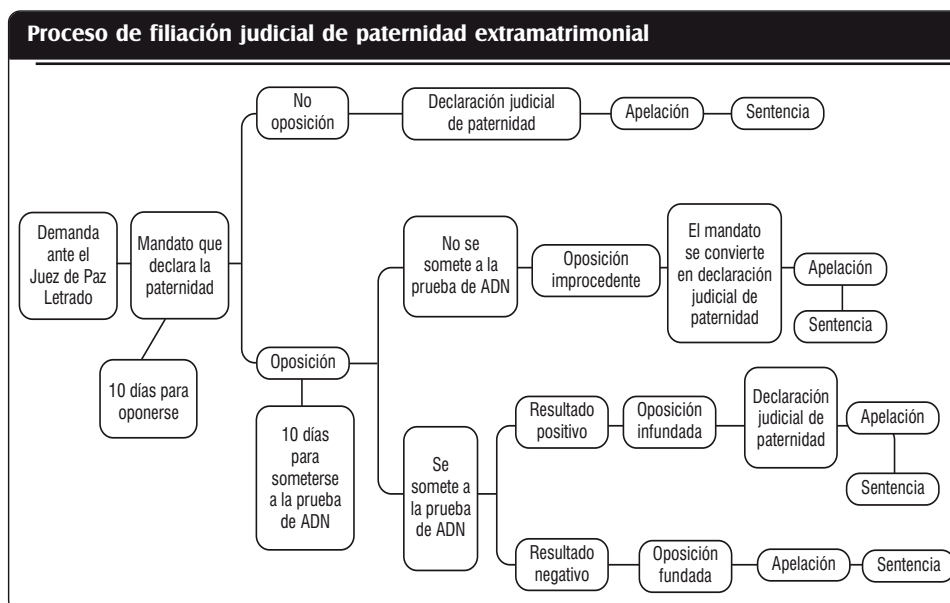 Proceso de filiación judicial de paternidad extramatrimonial
No
oposición
Declaración judicial
de paternidad
Apelación
Sentencia
Demanda
ante el
Juez de Paz
Letrado
Mandato que
declara la
paternidad
10 días para
oponerse
Oposición
10 días
para
someterse
a la prueba
de ADN
No se
somete a la
prueba de ADN
Oposición
improcedente
El mandato
se convierte
en declaración
judicial de
paternidad
Apelación
Sentencia
Se
somete a
la prueba
de ADN
Resultado
positivo
Oposición
infundada
Declaración
judicial de
paternidad
Apelación
Sentencia
Resultado
negativo
Oposición
fundada
Apelación
Sentencia